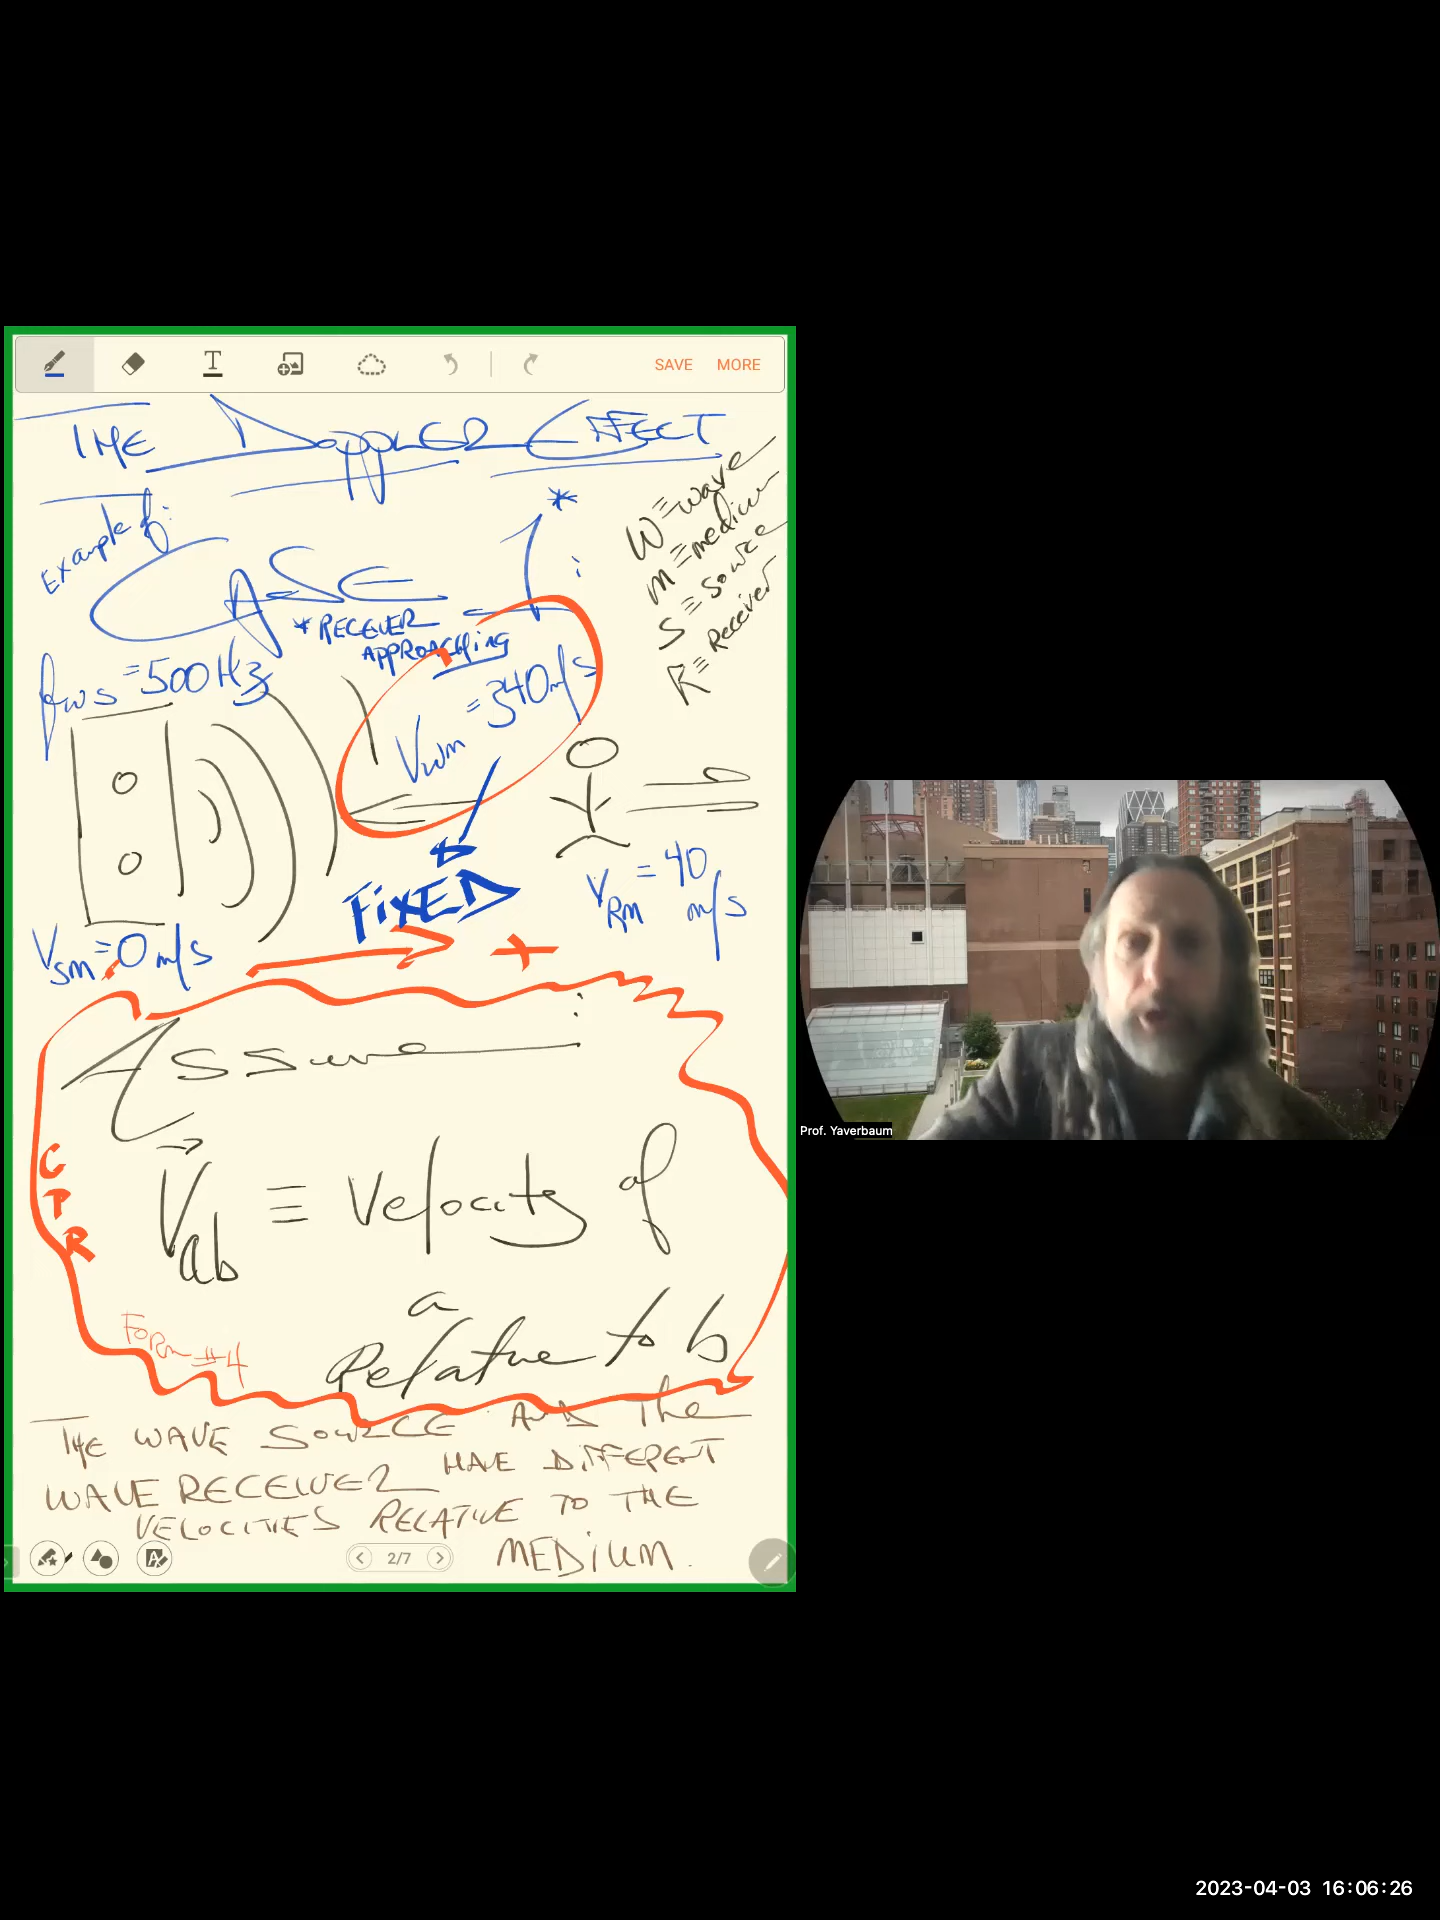 SAVE MORE
THE DOPPLER EFFECT
Example of:
CASE 1* :
* RECEIVER
APPROACHING
W ≡ wave
M ≡ medium
S ≡ source
R ≡ Receiver
fws = 500 Hz
Vwm = 340 m/s
FIXED
VRM = 40 m/s
VSM = 0 m/s
+
Assume :
CTR
Vab ≡ Velocity of
a
Relative to b
Form #4
THE WAVE SOURCE AND The
WAVE RECEIVER HAVE DIFFERENT
VELOCITIES RELATIVE TO THE
MEDIUM.
2/7
Prof. Yaverbaum
2023-04-03 16:06:26